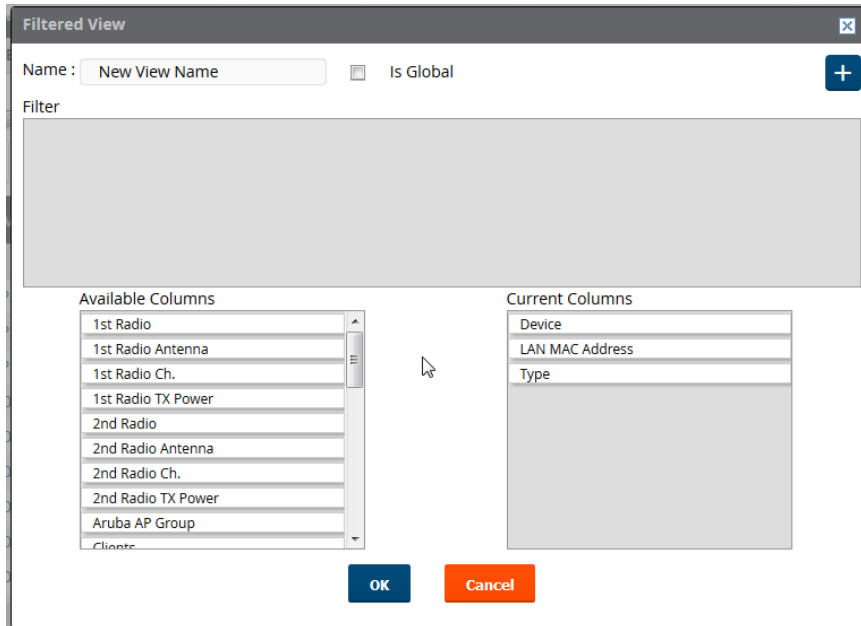 Filtered View
Name : New View Name Is Global
Filter
Available Columns
1st Radio
1st Radio Antenna
1st Radio Ch.
1st Radio TX Power
2nd Radio
2nd Radio Antenna
2nd Radio Ch.
2nd Radio TX Power
Aruba AP Group
Clients
Current Columns
Device
LAN MAC Address
Type
OK Cancel